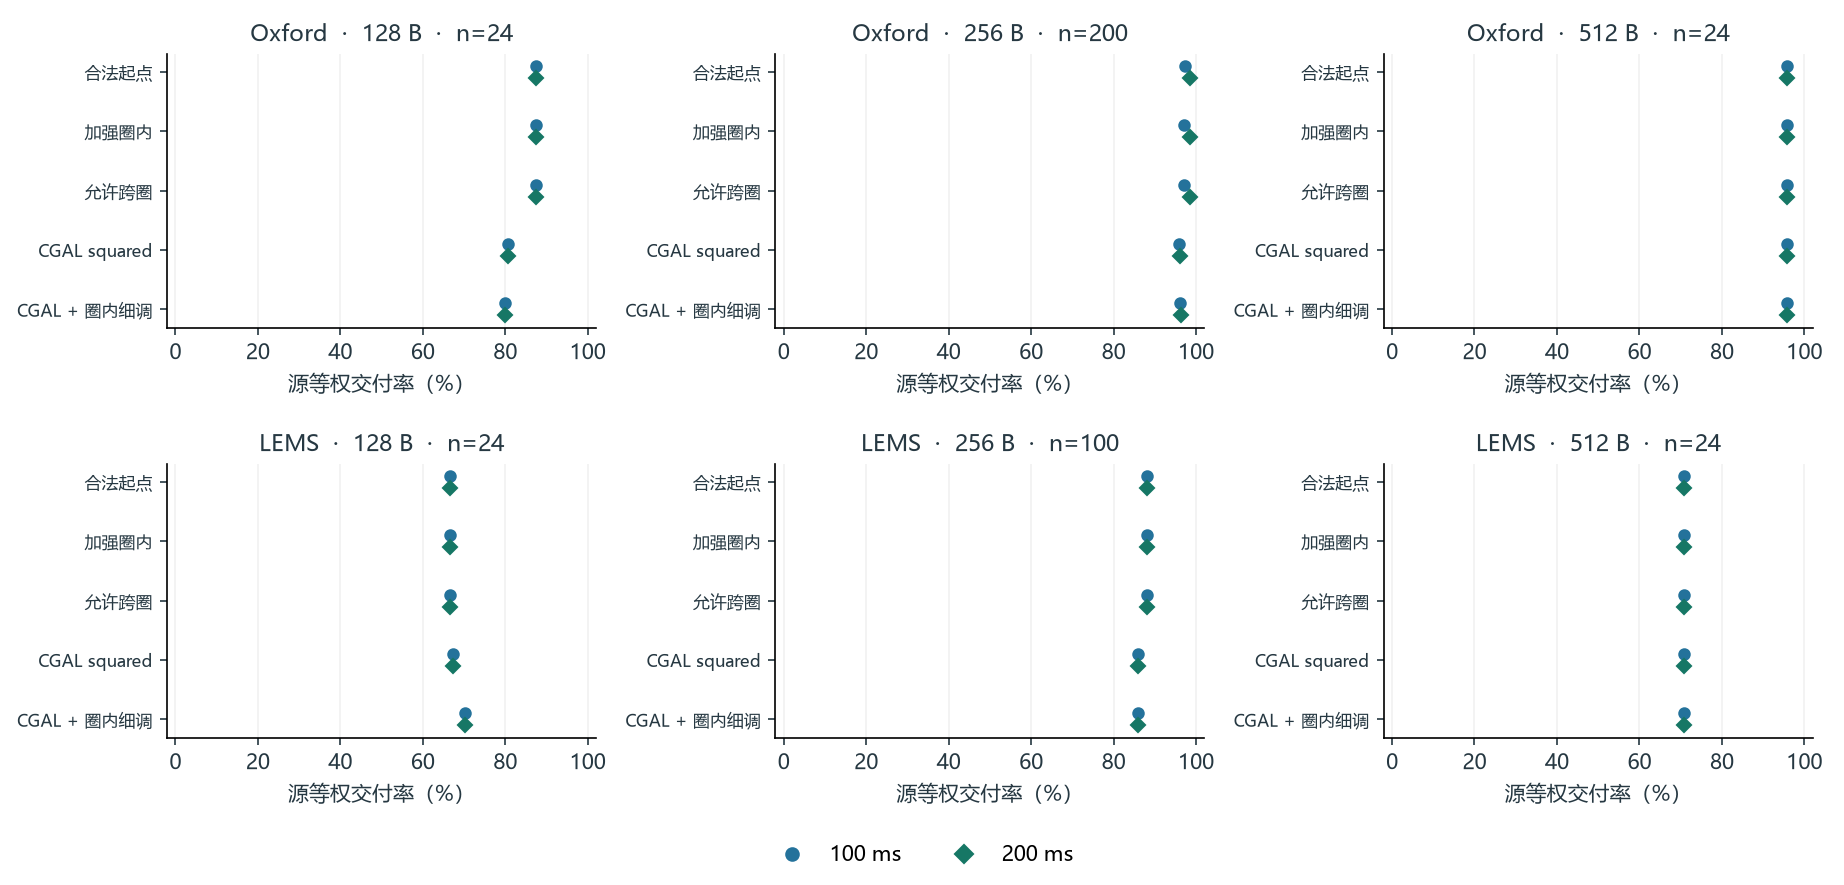 Oxford · 128 B · n=24
合法起点
加强圈内
允许跨圈
CGAL squared
CGAL + 圈内细调
0 20 40 60 80 100
源等权交付率（%）
Oxford · 256 B · n=200
合法起点
加强圈内
允许跨圈
CGAL squared
CGAL + 圈内细调
0 20 40 60 80 100
源等权交付率（%）
Oxford · 512 B · n=24
合法起点
加强圈内
允许跨圈
CGAL squared
CGAL + 圈内细调
0 20 40 60 80 100
源等权交付率（%）
LEMS · 128 B · n=24
合法起点
加强圈内
允许跨圈
CGAL squared
CGAL + 圈内细调
0 20 40 60 80 100
源等权交付率（%）
LEMS · 256 B · n=100
合法起点
加强圈内
允许跨圈
CGAL squared
CGAL + 圈内细调
0 20 40 60 80 100
源等权交付率（%）
LEMS · 512 B · n=24
合法起点
加强圈内
允许跨圈
CGAL squared
CGAL + 圈内细调
0 20 40 60 80 100
源等权交付率（%）
100 ms 200 ms